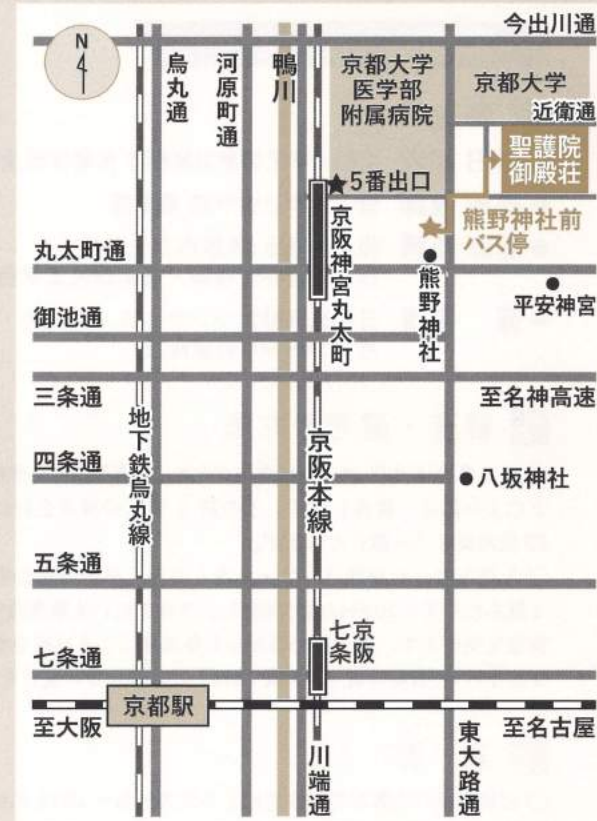 今出川通
N
烏丸通
河原町通
鴨川
京都大学
医学部
附属病院
京都大学
近衛通
聖護院
御殿荘
★5番出口
熊野神社前
バス停
京阪神宮丸太町
丸太町通
熊野神社
平安神宮
御池通
三条通
至名神高速
地下鉄烏丸線
京阪本線
四条通
八坂神社
五条通
七条通
京阪
七条
京都駅
至大阪
至名古屋
川端通
東大路通